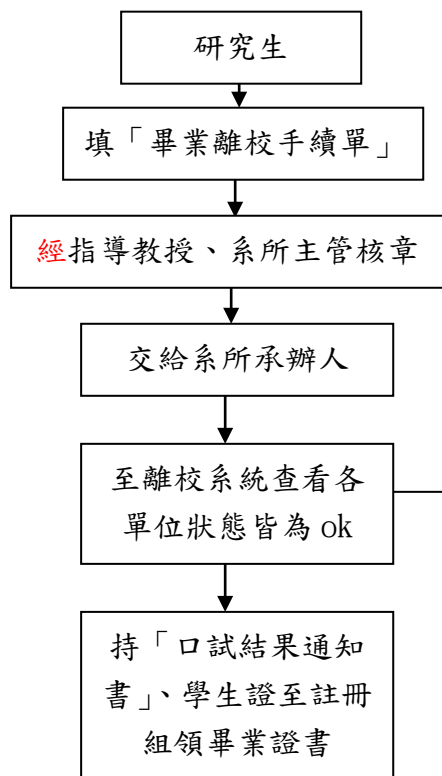 研究生
填「畢業離校手續單」
經指導教授、系所主管核章
交給系所承辦人
至離校系統查看各
單位狀態皆為 ok
持「口試結果通知
書」、學生證至註冊
組領畢業證書